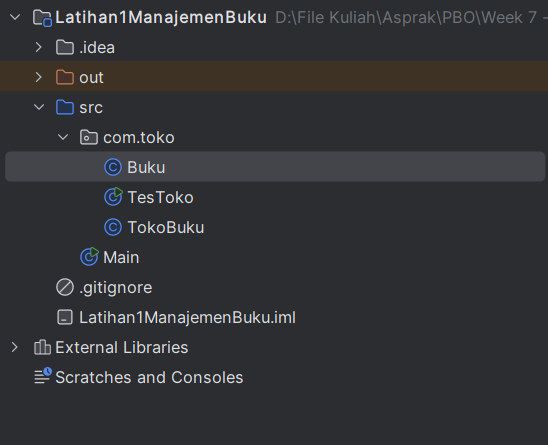 Latihan1ManajemenBuku D:\File Kuliah\Asprak\PBO\Week 7 -
.idea
out
src
com.toko
Buku
TesToko
TokoBuku
Main
.gitignore
Latihan1ManajemenBuku.iml
External Libraries
Scratches and Consoles